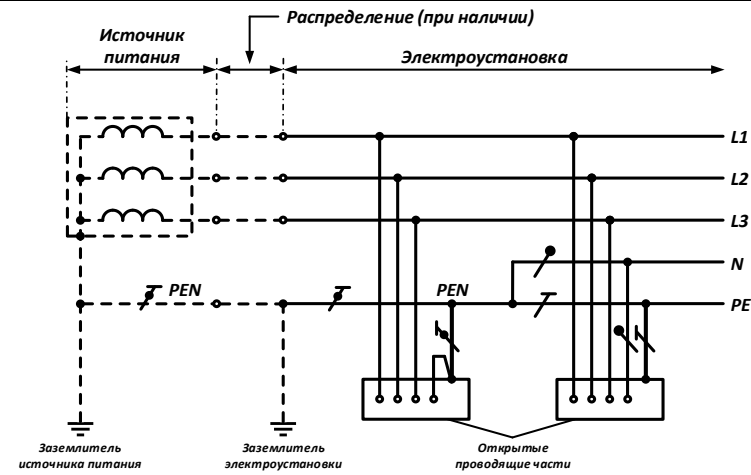 Распределение (при наличии)
Источник
питания
Электроустановка
L1
L2
L3
N
PEN
PEN
PE
Заземлитель
источника питания
Заземлитель
электроустановки
Открытые
проводящие части